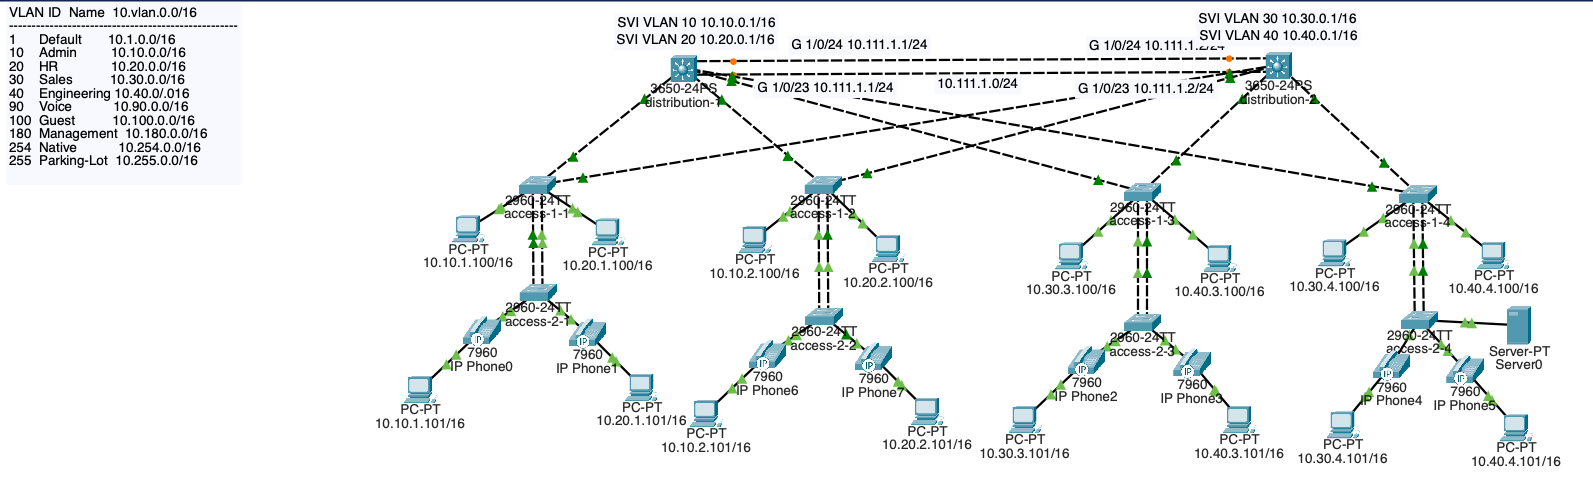 VLAN ID Name 10.vlan.0.0/16
1 Default 10.1.0.0/16
10 Admin 10.10.0.0/16
20 HR 10.20.0.0/16
30 Sales 10.30.0.0/16
40 Engineering 10.40.0/.016
90 Voice 10.90.0.0/16
100 Guest 10.100.0.0/16
180 Management 10.180.0.0/16
254 Native 10.254.0.0/16
255 Parking-Lot 10.255.0.0/16
SVI VLAN 10 10.10.0.1/16
SVI VLAN 20 10.20.0.1/16
SVI VLAN 30 10.30.0.1/16
SVI VLAN 40 10.40.0.1/16
G 1/0/24 10.111.1.1/24
G 1/0/24 10.111.1.2/24
G 1/0/23 10.111.1.1/24
10.111.1.0/24
G 1/0/23 10.111.1.2/24
3650-24PS
distribution-1
3650-24PS
distribution-2
2960-24TT
access-1-1
2960-24TT
access-1-2
2960-24TT
access-1-3
2960-24TT
access-1-4
PC-PT
10.10.1.100/16
PC-PT
10.20.1.100/16
PC-PT
10.10.2.100/16
PC-PT
10.20.2.100/16
PC-PT
10.30.3.100/16
PC-PT
10.40.3.100/16
PC-PT
10.30.4.100/16
PC-PT
10.40.4.100/16
2960-24TT
access-2-1
2960-24TT
access-2-2
2960-24TT
access-2-3
2960-24TT
access-2-4
Server-PT
Server0
IP
7960
IP Phone0
IP
7960
IP Phone1
IP
7960
IP Phone6
IP
7960
IP Phone7
IP
7960
IP Phone2
IP
7960
IP Phone3
IP
7960
IP Phone4
IP
7960
IP Phone5
PC-PT
10.10.1.101/16
PC-PT
10.20.1.101/16
PC-PT
10.10.2.101/16
PC-PT
10.20.2.101/16
PC-PT
10.30.3.101/16
PC-PT
10.40.3.101/16
PC-PT
10.30.4.101/16
PC-PT
10.40.4.101/16